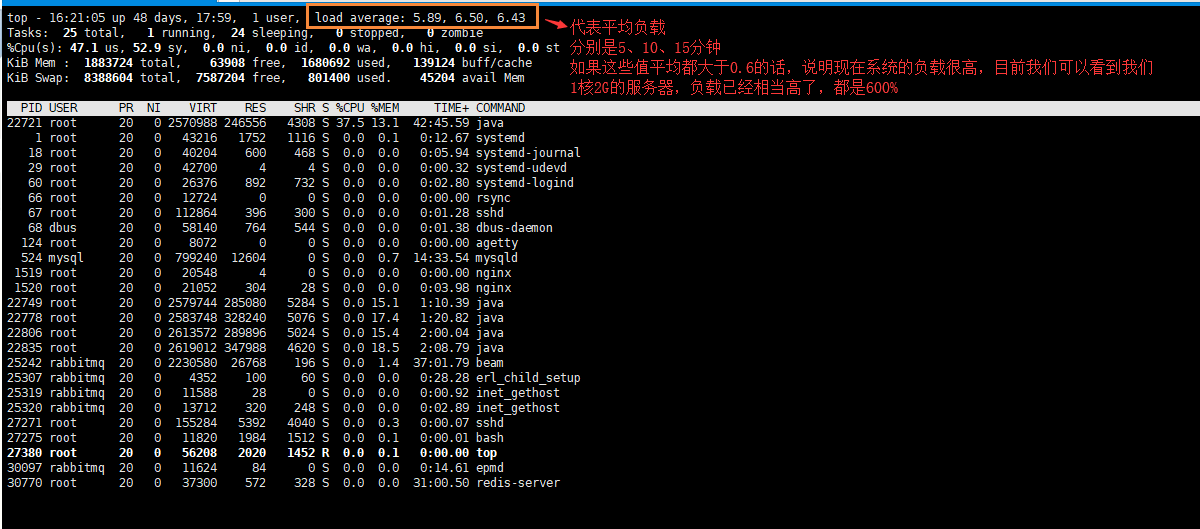 top - 16:21:05 up 48 days, 17:59,  1 user,  load average: 5.89, 6.50, 6.43
代表平均负载
Tasks:  25 total,   1 running,  24 sleeping,   0 stopped,   0 zombie
分别是5、10、15分钟
%Cpu(s): 47.1 us, 52.9 sy,  0.0 ni,  0.0 id,  0.0 wa,  0.0 hi,  0.0 si,  0.0 st
如果这些值平均都大于0.6的话，说明现在系统的负载很高，目前我们可以看到我们
KiB Mem :  1883724 total,    63908 free,  1680692 used,   139124 buff/cache
1核2G的服务器，负载已经相当高了，都是600%
KiB Swap:  8388604 total,  7587204 free,   801400 used.    45204 avail Mem
PID USER      PR  NI    VIRT    RES    SHR S %CPU %MEM     TIME+ COMMAND
22721 root      20   0 2570988 246556   4308 S 37.5 13.1  42:45.59 java
1 root      20   0   43216   1752   1116 S  0.0  0.1   0:12.67 systemd
18 root      20   0   40204    600    468 S  0.0  0.0   0:05.94 systemd-journal
29 root      20   0   42700      4      4 S  0.0  0.0   0:00.32 systemd-udevd
60 root      20   0   26376    892    732 S  0.0  0.0   0:02.80 systemd-logind
66 root      20   0   12724      0      0 S  0.0  0.0   0:00.00 rsync
67 root      20   0  112864    396    300 S  0.0  0.0   0:01.28 sshd
68 dbus      20   0   58140    764    544 S  0.0  0.0   0:01.38 dbus-daemon
124 root      20   0    8072      0      0 S  0.0  0.0   0:00.00 agetty
524 mysql     20   0  799240  12604      0 S  0.0  0.7  14:33.54 mysqld
1519 root      20   0   20548      4      0 S  0.0  0.0   0:00.00 nginx
1520 root      20   0   21052    304     28 S  0.0  0.0   0:03.98 nginx
22749 root      20   0 2579744 285080   5284 S  0.0 15.1   1:10.39 java
22778 root      20   0 2583748 328240   5076 S  0.0 17.4   1:20.82 java
22806 root      20   0 2613572 289896   5024 S  0.0 15.4   2:00.04 java
22835 root      20   0 2619012 347988   4620 S  0.0 18.5   2:08.79 java
25242 rabbitmq  20   0 2230580  26768    196 S  0.0  1.4  37:01.79 beam
25307 rabbitmq  20   0    4352    100     60 S  0.0  0.0   0:28.28 erl_child_setup
25319 rabbitmq  20   0   11588     28      0 S  0.0  0.0   0:00.92 inet_gethost
25320 rabbitmq  20   0   13712    320    248 S  0.0  0.0   0:02.89 inet_gethost
27271 root      20   0  155284   5392   4040 S  0.0  0.3   0:00.07 sshd
27275 root      20   0   11820   1984   1512 S  0.0  0.1   0:00.01 bash
27380 root      20   0   56208   2020   1452 R  0.0  0.1   0:00.00 top
30097 rabbitmq  20   0   11624     84      0 S  0.0  0.0   0:14.61 epmd
30770 root      20   0   37300    572    328 S  0.0  0.0  31:00.50 redis-server